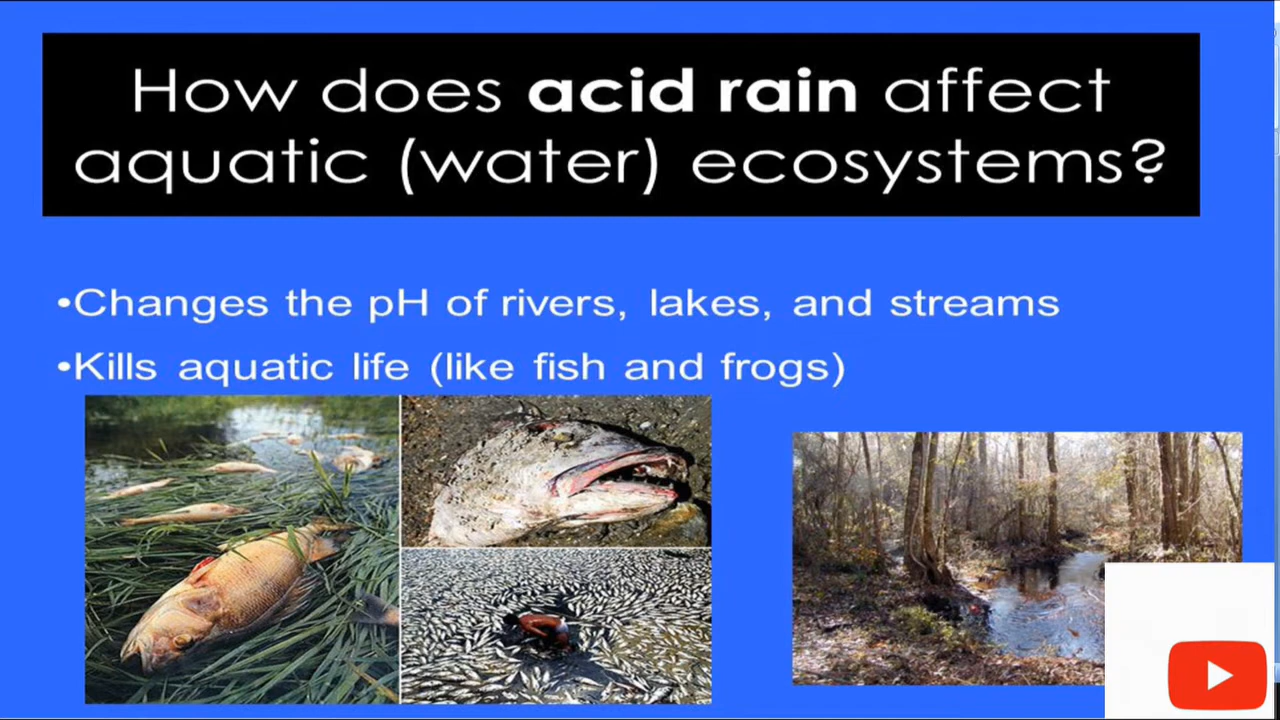 How does acid rain affect
aquatic (water) ecosystems?
•Changes the pH of rivers, lakes, and streams
•Kills aquatic life (like fish and frogs)